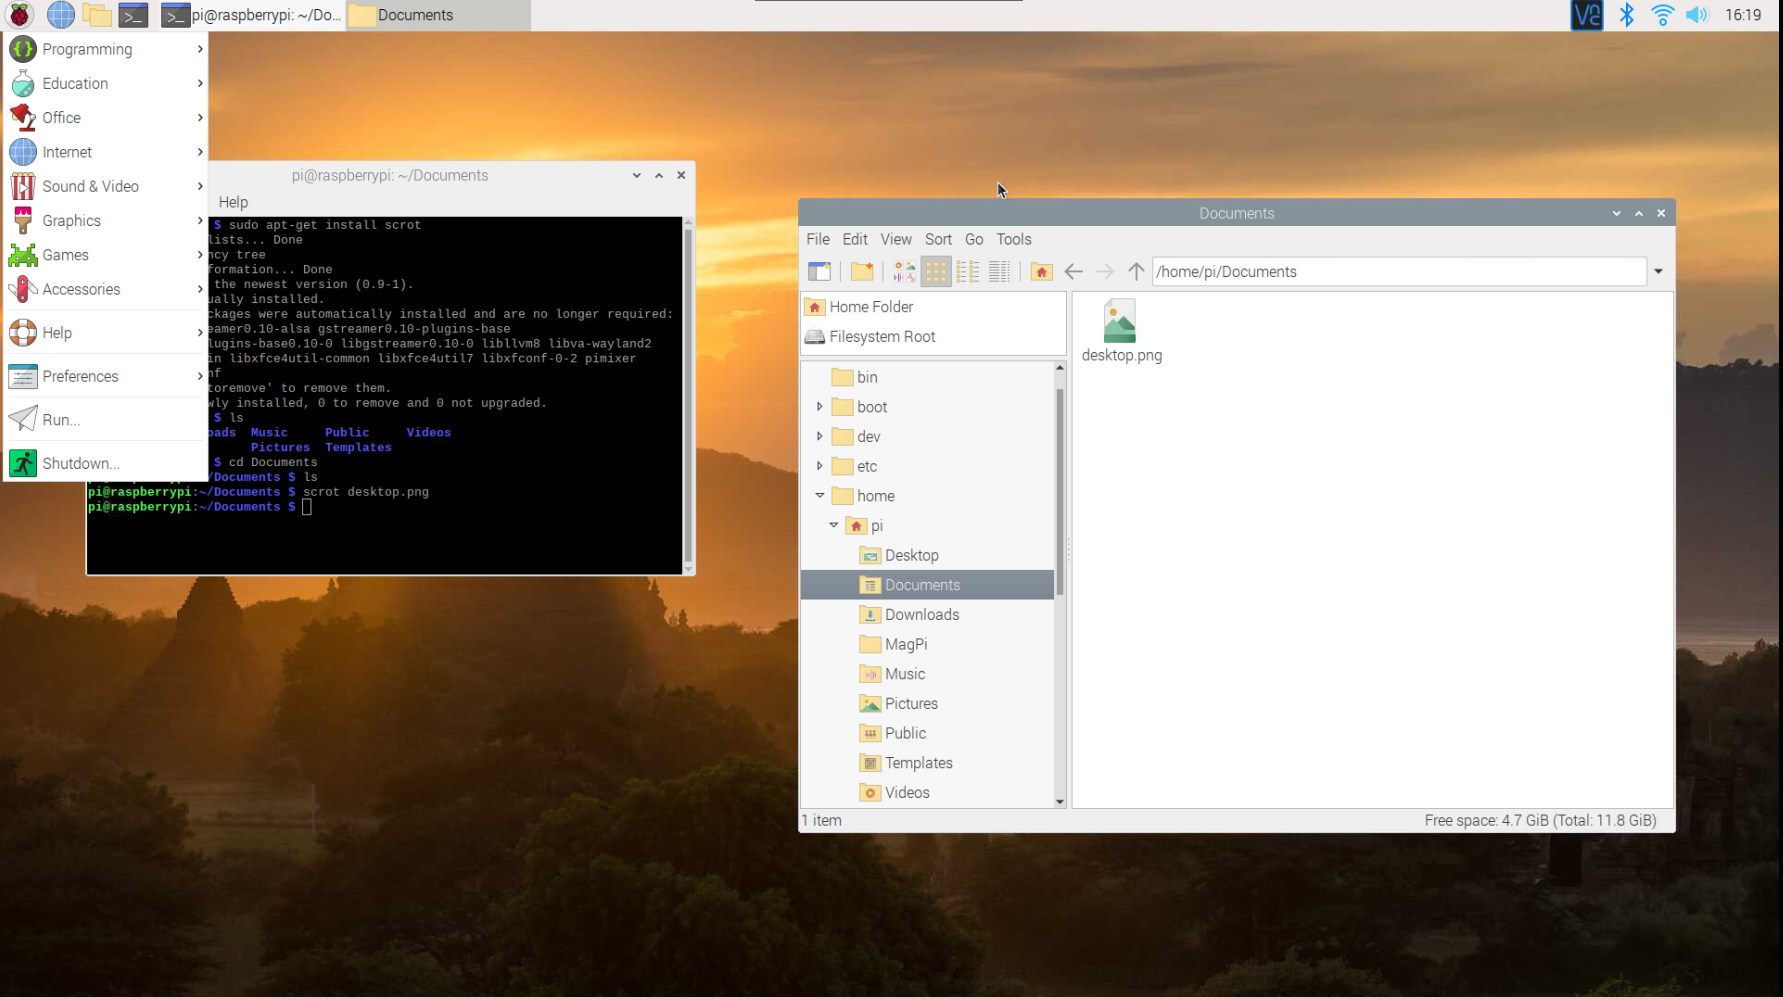 pi@raspberrypi: ~/Do...
Documents
16:19
Programming
Education
Office
Internet
Sound & Video
Graphics
Games
Accessories
Help
Preferences
Run...
Shutdown...
pi@raspberrypi: ~/Documents
Help
$ sudo apt-get install scrot
lists... Done
ncy tree
formation... Done
the newest version (0.9-1).
ually installed.
ckages were automatically installed and are no longer required:
eamer0.10-alsa gstreamer0.10-plugins-base
lugins-base0.10-0 libgstreamer0.10-0 libllvm8 libva-wayland2
in libxfce4util-common libxfce4util7 libxfconf-0-2 pimixer
nf
toremove' to remove them.
wly installed, 0 to remove and 0 not upgraded.
$ ls
oads Music Public Videos
Pictures Templates
$ cd Documents
/Documents $ ls
pi@raspberrypi:~/Documents $ scrot desktop.png
pi@raspberrypi:~/Documents $
Documents
File Edit View Sort Go Tools
/home/pi/Documents
Home Folder
Filesystem Root
bin
boot
dev
etc
home
pi
Desktop
Documents
Downloads
MagPi
Music
Pictures
Public
Templates
Videos
desktop.png
1 item
Free space: 4.7 GiB (Total: 11.8 GiB)